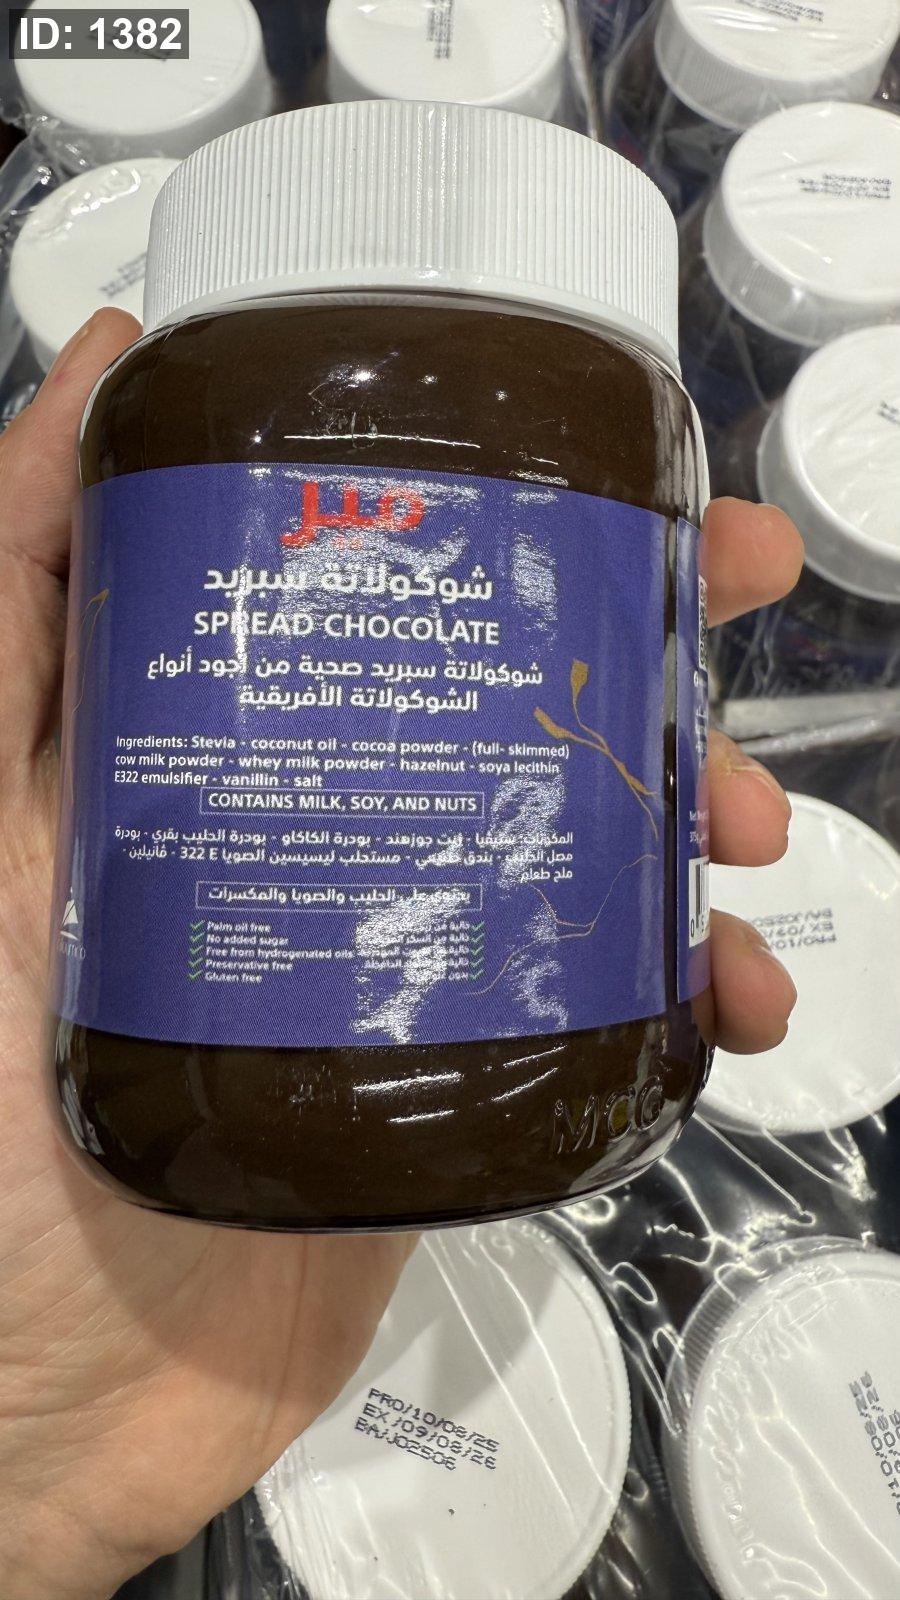 ID: 1382
ميز
شوكولاتة سبريد
SPREAD CHOCOLATE
شوكولاتة سبريد صحية من أجود أنواع
الشوكولاتة الأفريقية
Ingredients: Stevia - coconut oil - cocoa powder - (full- skimmed)
cow milk powder - whey milk powder - hazelnut - soya lecithin
E322 emulsifier - vanillin - salt
CONTAINS MILK, SOY, AND NUTS
المكونات: ستيفيا - زيت جوزهند - بودرة الكاكاو - بودرة الحليب بقري - بودرة
مصل الحليب - بندق طبيعي - مستحلب ليسيسين الصويا E 322 - ڤانيلين -
ملح طعام
يحتوي على الحليب والصويا والمكسرات
Palm oil free
No added sugar
Free from hydrogenated oils
Preservative free
Gluten free
MCG
PRO/10/08/25
EX /09/08/26
BA/J02506